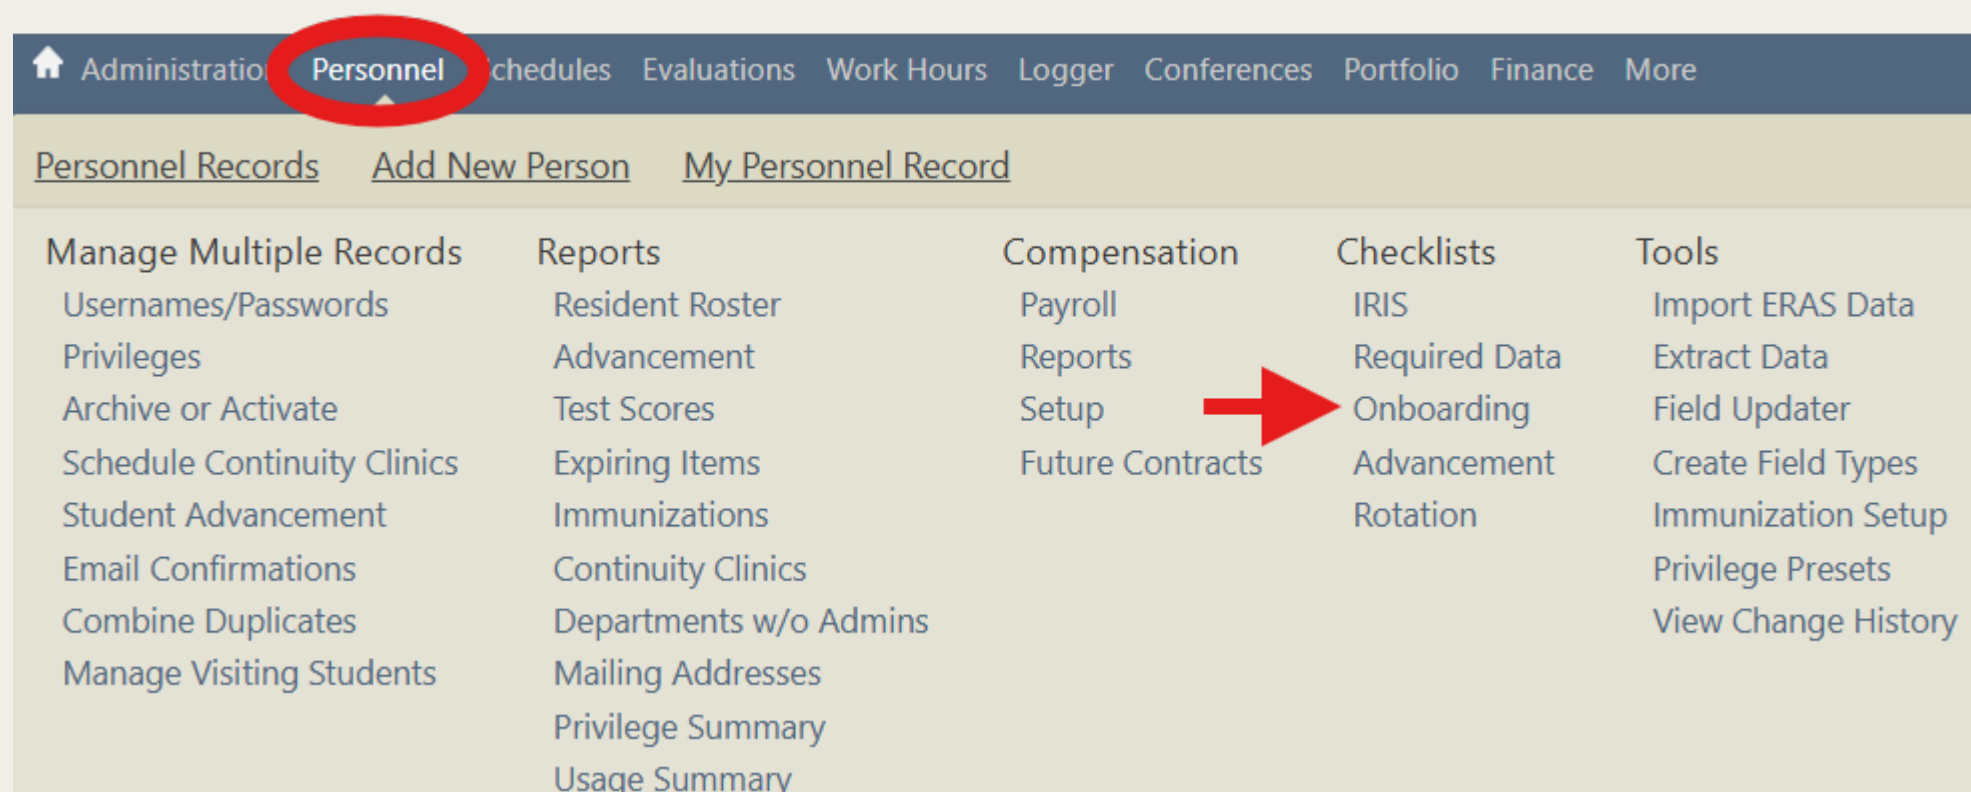 Administration Personnel Schedules Evaluations Work Hours Logger Conferences Portfolio Finance More
Personnel Records Add New Person My Personnel Record
Manage Multiple Records
Usernames/Passwords
Privileges
Archive or Activate
Schedule Continuity Clinics
Student Advancement
Email Confirmations
Combine Duplicates
Manage Visiting Students
Reports
Resident Roster
Advancement
Test Scores
Expiring Items
Immunizations
Continuity Clinics
Departments w/o Admins
Mailing Addresses
Privilege Summary
Usage Summary
Compensation
Payroll
Reports
Setup
Future Contracts
Checklists
IRIS
Required Data
Onboarding
Advancement
Rotation
Tools
Import ERAS Data
Extract Data
Field Updater
Create Field Types
Immunization Setup
Privilege Presets
View Change History